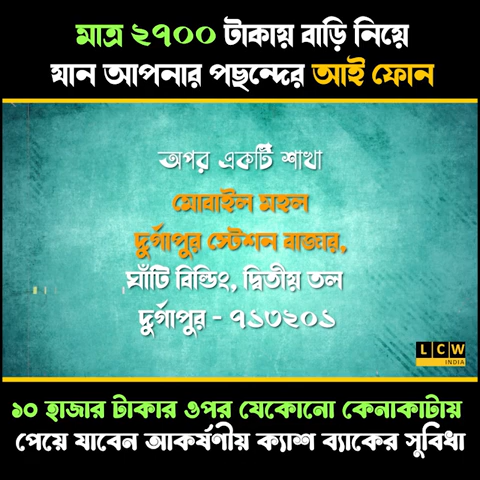 মাত্র ২৭০০ টাকায় বাড়ি নিয়ে
যান আপনার পছন্দের আই ফোন
অপর একটি শাখা
মোবাইল মহল
দুর্গাপুর স্টেশন বাজার,
ঘাঁটি বিল্ডিং, দ্বিতীয় তল
দুর্গাপুর - ৭১৩২০১
LCW
INDIA
১০ হাজার টাকার ওপর যেকোনো কেনাকাটায়
পেয়ে যাবেন আকর্ষণীয় ক্যাশ ব্যাকের সুবিধা